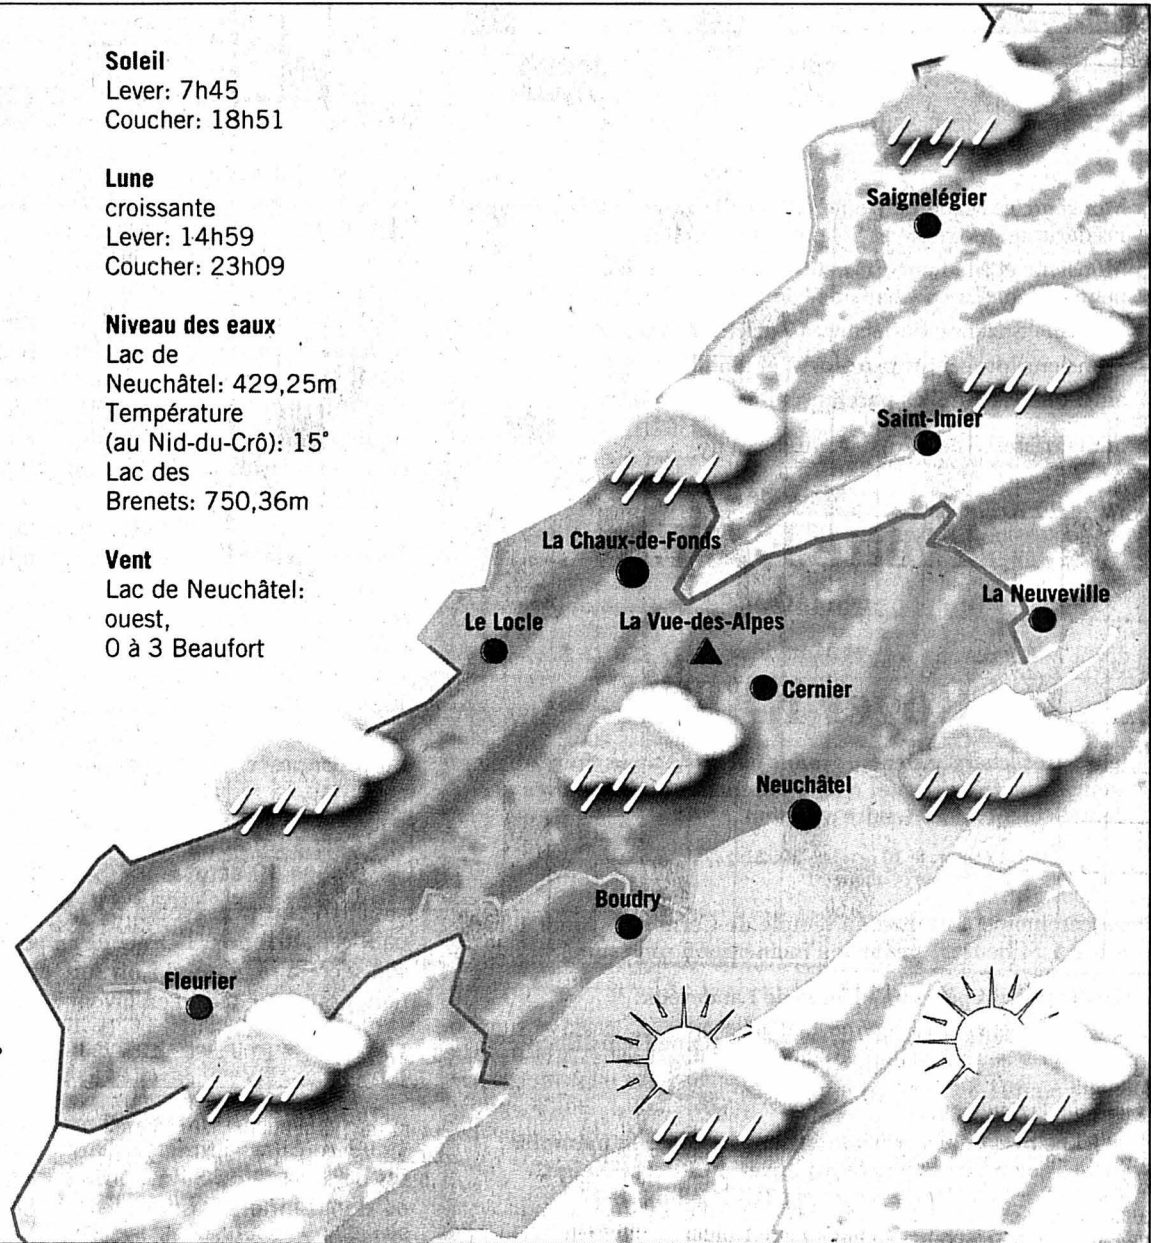 Soleil
Lever: 7h45
Coucher: 18h51
Lune
croissante
Lever: 14h59
Coucher: 23h09
Niveau des eaux
Lac de
Neuchâtel: 429,25m
Température
(au Nid-du-Crô): 15°
Lac des
Brenets: 750,36m
Vent
Lac de Neuchâtel:
ouest,
0 à 3 Beaufort
Saignelégier
Saint-Imier
La Chaux-de-Fonds
La Neuveville
Le Locle
La Vue-des-Alpes
Cernier
Neuchâtel
Boudry
Fleurier